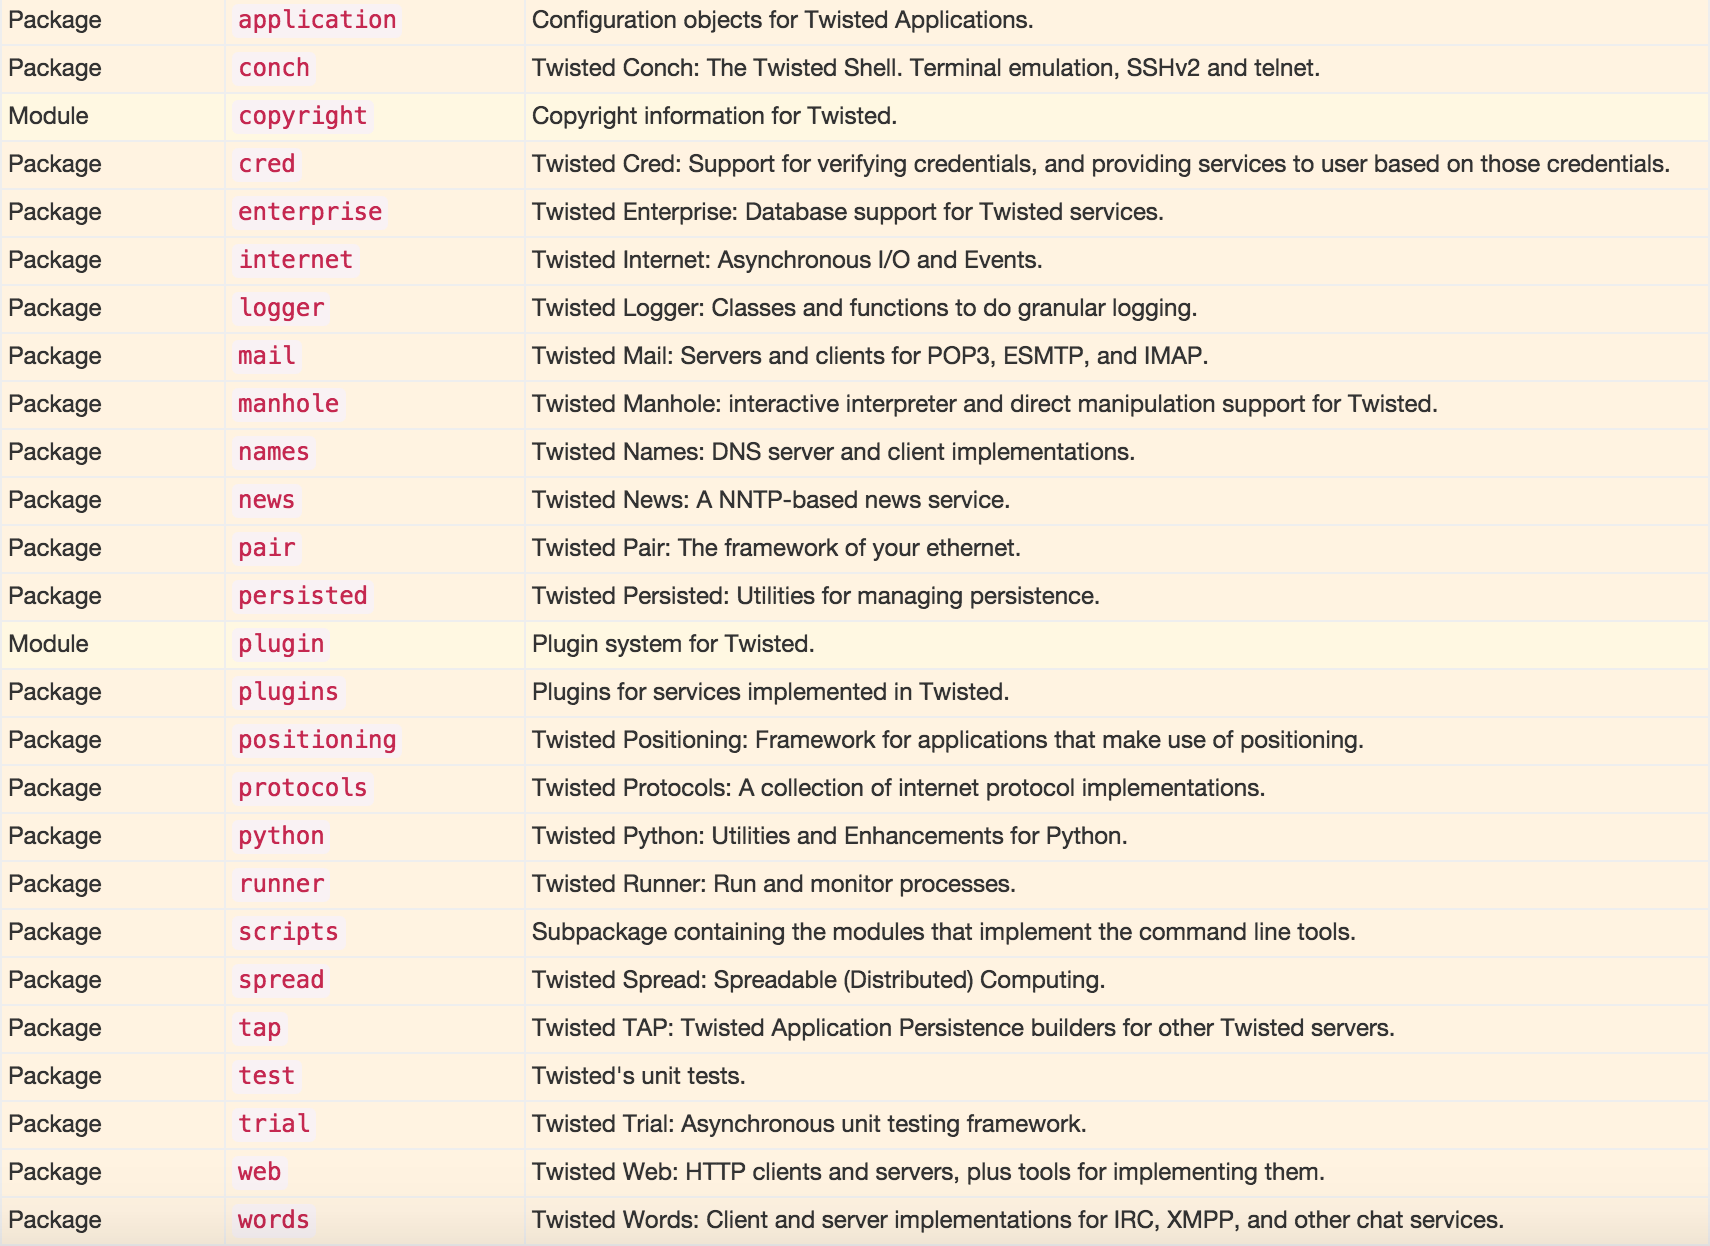 Package application Configuration objects for Twisted Applications.
Package conch Twisted Conch: The Twisted Shell. Terminal emulation, SSHv2 and telnet.
Module copyright Copyright information for Twisted.
Package cred Twisted Cred: Support for verifying credentials, and providing services to user based on those credentials.
Package enterprise Twisted Enterprise: Database support for Twisted services.
Package internet Twisted Internet: Asynchronous I/O and Events.
Package logger Twisted Logger: Classes and functions to do granular logging.
Package mail Twisted Mail: Servers and clients for POP3, ESMTP, and IMAP.
Package manhole Twisted Manhole: interactive interpreter and direct manipulation support for Twisted.
Package names Twisted Names: DNS server and client implementations.
Package news Twisted News: A NNTP-based news service.
Package pair Twisted Pair: The framework of your ethernet.
Package persisted Twisted Persisted: Utilities for managing persistence.
Module plugin Plugin system for Twisted.
Package plugins Plugins for services implemented in Twisted.
Package positioning Twisted Positioning: Framework for applications that make use of positioning.
Package protocols Twisted Protocols: A collection of internet protocol implementations.
Package python Twisted Python: Utilities and Enhancements for Python.
Package runner Twisted Runner: Run and monitor processes.
Package scripts Subpackage containing the modules that implement the command line tools.
Package spread Twisted Spread: Spreadable (Distributed) Computing.
Package tap Twisted TAP: Twisted Application Persistence builders for other Twisted servers.
Package test Twisted's unit tests.
Package trial Twisted Trial: Asynchronous unit testing framework.
Package web Twisted Web: HTTP clients and servers, plus tools for implementing them.
Package words Twisted Words: Client and server implementations for IRC, XMPP, and other chat services.